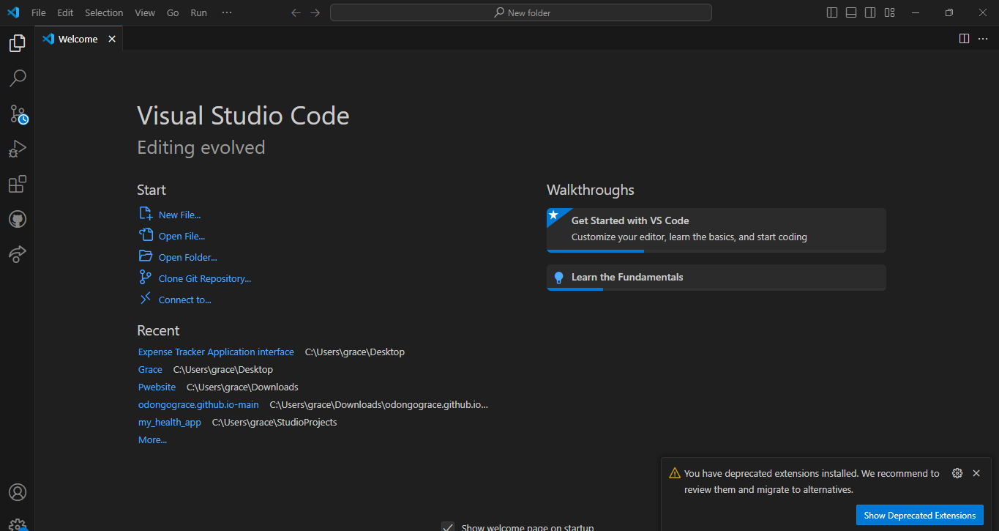 File Edit Selection View Go Run ...
New folder
Welcome
Visual Studio Code
Editing evolved
Start
New File...
Open File...
Open Folder...
Clone Git Repository...
Connect to...
Recent
Expense Tracker Application interface C:\Users\grace\Desktop
Grace C:\Users\grace\Desktop
Pwebsite C:\Users\grace\Downloads
odongograce.github.io-main C:\Users\grace\Downloads\odongograce.github.io...
my_health_app C:\Users\grace\StudioProjects
More...
Walkthroughs
Get Started with VS Code
Customize your editor, learn the basics, and start coding
Learn the Fundamentals
You have deprecated extensions installed. We recommend to
review them and migrate to alternatives.
Show Deprecated Extensions
Show welcome page on startup